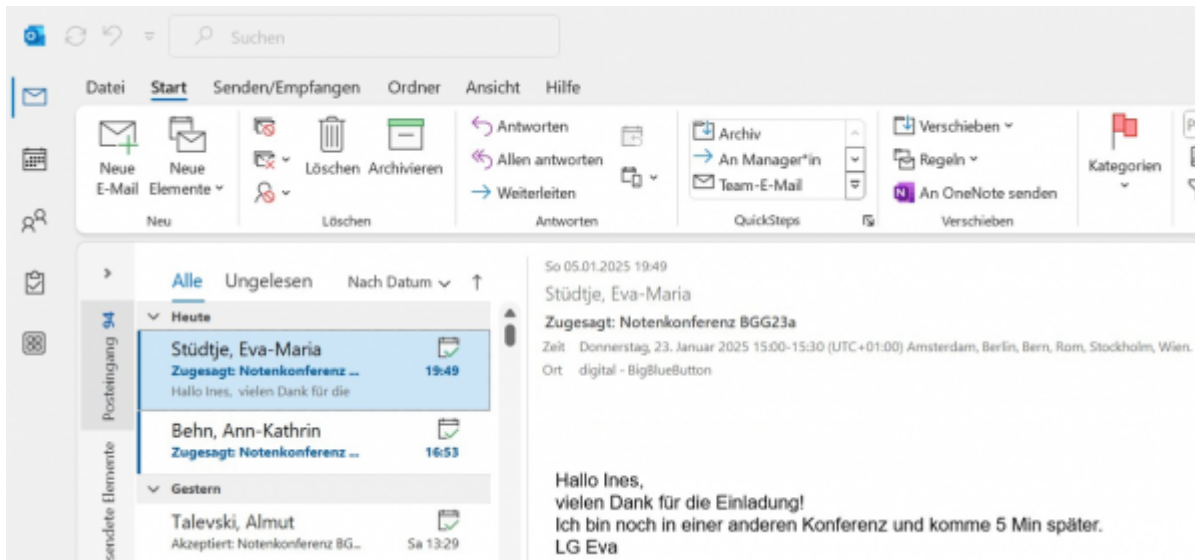 Suchen
Datei Start Senden/Empfangen Ordner Ansicht Hilfe
Neue E-Mail
Neue Elemente
Neu
Löschen Archivieren
Löschen
Antworten
Allen antworten
Weiterleiten
Antworten
Archiv
An Manager*in
Team-E-Mail
QuickSteps
Verschieben
Regeln
An OneNote senden
Verschieben
Kategorien
Alle Ungelesen Nach Datum
Posteingang 94
sendete Elemente
Heute
Stüdtje, Eva-Maria
Zugesagt: Notenkonferenz ... 19:49
Hallo Ines, vielen Dank für die
Behn, Ann-Kathrin
Zugesagt: Notenkonferenz ... 16:53
Gestern
Talevski, Almut
Akzeptiert: Notenkonferenz BG... Sa 13:29
So 05.01.2025 19:49
Stüdtje, Eva-Maria
Zugesagt: Notenkonferenz BGG23a
Zeit Donnerstag, 23. Januar 2025 15:00-15:30 (UTC+01:00) Amsterdam, Berlin, Bern, Rom, Stockholm, Wien.
Ort digital - BigBlueButton
Hallo Ines,
vielen Dank für die Einladung!
Ich bin noch in einer anderen Konferenz und komme 5 Min später.
LG Eva